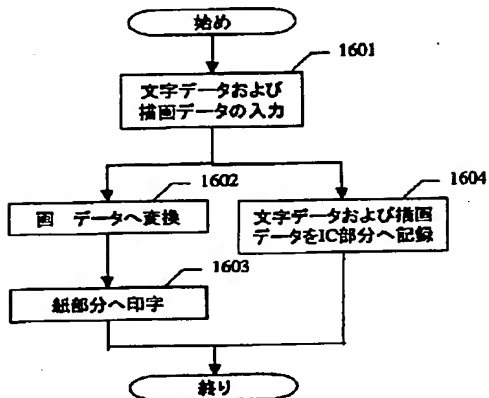 始め
1601
文字データおよび
描画データの入力
1602
画 データへ変換
1604
文字データおよび描画
データをIC部分へ記録
1603
紙部分へ印字
終り